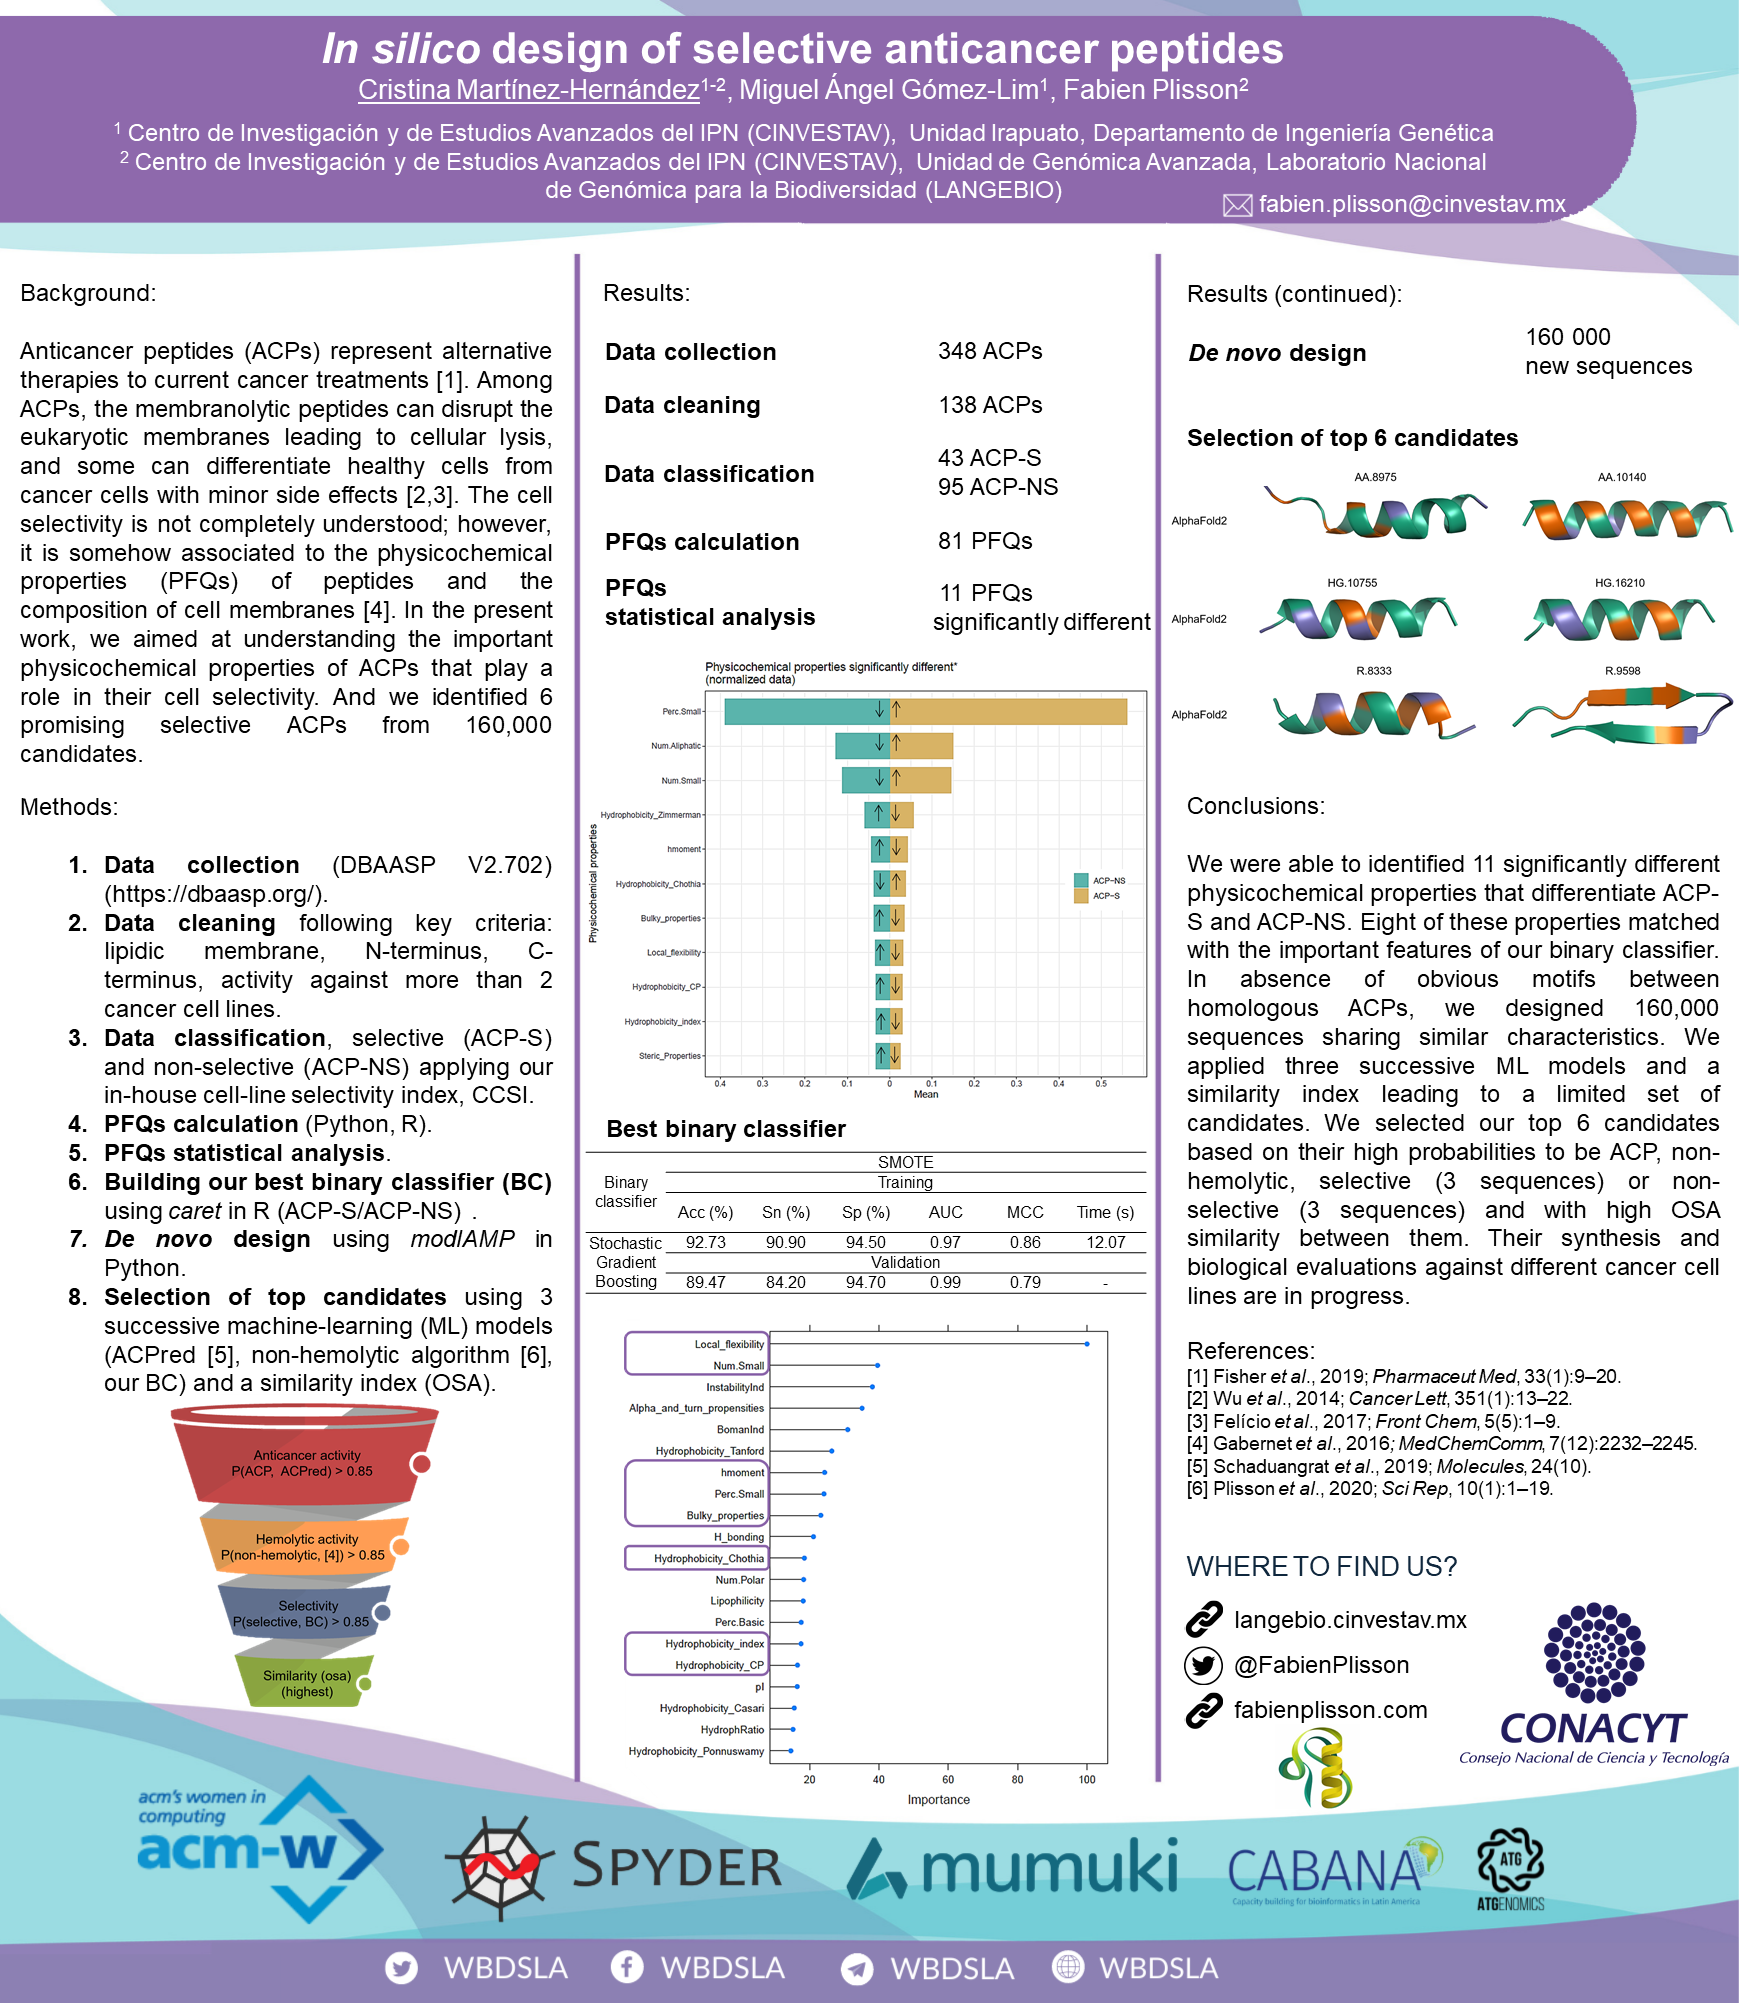 In silico design of selective anticancer peptides
Cristina Martínez-Hernández1-2, Miguel Ángel Gómez-Lim1, Fabien Plisson2
1 Centro de Investigación y de Estudios Avanzados del IPN (CINVESTAV), Unidad Irapuato, Departamento de Ingeniería Genética
2 Centro de Investigación y de Estudios Avanzados del IPN (CINVESTAV), Unidad de Genómica Avanzada, Laboratorio Nacional
de Genómica para la Biodiversidad (LANGEBIO)
fabien.plisson@cinvestav.mx
Background:
Anticancer peptides (ACPs) represent alternative
therapies to current cancer treatments [1]. Among
ACPs, the membranolytic peptides can disrupt the
eukaryotic membranes leading to cellular lysis,
and some can differentiate healthy cells from
cancer cells with minor side effects [2,3]. The cell
selectivity is not completely understood; however,
it is somehow associated to the physicochemical
properties (PFQs) of peptides and the
composition of cell membranes [4]. In the present
work, we aimed at understanding the important
physicochemical properties of ACPs that play a
role in their cell selectivity. And we identified 6
promising selective ACPs from 160,000
candidates.
Methods:
1. Data collection (DBAASP V2.702)
(https://dbaasp.org/).
2. Data cleaning following key criteria:
lipidic membrane, N-terminus, C-
terminus, activity against more than 2
cancer cell lines.
3. Data classification, selective (ACP-S)
and non-selective (ACP-NS) applying our
in-house cell-line selectivity index, CCSI.
4. PFQs calculation (Python, R).
5. PFQs statistical analysis.
6. Building our best binary classifier (BC)
using caret in R (ACP-S/ACP-NS) .
7. De novo design using modlAMP in
Python.
8. Selection of top candidates using 3
successive machine-learning (ML) models
(ACPred [5], non-hemolytic algorithm [6],
our BC) and a similarity index (OSA).
Anticancer activity
P(ACP, ACPred) > 0.85
Hemolytic activity
P(non-hemolytic, [4]) > 0.85
Selectivity
P(selective, BC) > 0.85
Similarity (osa)
(highest)
Results:
Data collection 348 ACPs
Data cleaning 138 ACPs
Data classification 43 ACP-S
95 ACP-NS
PFQs calculation 81 PFQs
PFQs
statistical analysis
11 PFQs
significantly different
Physicochemical properties significantly different*
(normalized data)
Physicochemical properties
Perc.Small
Num.Aliphatic
Num.Small
Hydrophobicity_Zimmerman
hmoment
Hydrophobicity_Chothia
Bulky_properties
Local_flexibility
Hydrophobicity_CP
Hydrophobicity_index
Steric_Properties
ACP-NS
ACP-S
0.4 0.3 0.2 0.1 0 0.1 0.2 0.3 0.4 0.5
Mean
Best binary classifier
SMOTE
Binary classifier
Training
Acc (%) Sn (%) Sp (%) AUC MCC Time (s)
Stochastic 92.73 90.90 94.50 0.97 0.86 12.07
Gradient Validation
Boosting 89.47 84.20 94.70 0.99 0.79 -
Local_flexibility
Num.Small
InstabilityInd
Alpha_and_turn_propensities
BomanInd
Hydrophobicity_Tanford
hmoment
Perc.Small
Bulky_properties
H_bonding
Hydrophobicity_Chothia
Num.Polar
Lipophilicity
Perc.Basic
Hydrophobicity_index
Hydrophobicity_CP
pI
Hydrophobicity_Casari
HydrophRatio
Hydrophobicity_Ponnuswamy
20 40 60 80 100
Importance
Results (continued):
De novo design
160 000
new sequences
Selection of top 6 candidates
AA.8975 AA.10140
AlphaFold2
HG.10755 HG.16210
AlphaFold2
R.8333 R.9598
AlphaFold2
Conclusions:
We were able to identified 11 significantly different
physicochemical properties that differentiate ACP-
S and ACP-NS. Eight of these properties matched
with the important features of our binary classifier.
In absence of obvious motifs between
homologous ACPs, we designed 160,000
sequences sharing similar characteristics. We
applied three successive ML models and a
similarity index leading to a limited set of
candidates. We selected our top 6 candidates
based on their high probabilities to be ACP, non-
hemolytic, selective (3 sequences) or non-
selective (3 sequences) and with high OSA
similarity between them. Their synthesis and
biological evaluations against different cancer cell
lines are in progress.
References:
[1] Fisher et al., 2019; Pharmaceut Med, 33(1):9–20.
[2] Wu et al., 2014; Cancer Lett, 351(1):13–22.
[3] Felício et al., 2017; Front Chem, 5(5):1–9.
[4] Gabernet et al., 2016; MedChemComm, 7(12):2232–2245.
[5] Schaduangrat et al., 2019; Molecules, 24(10).
[6] Plisson et al., 2020; Sci Rep, 10(1):1–19.
WHERE TO FIND US?
langebio.cinvestav.mx
@FabienPlisson
fabienplisson.com
CONACYT
Consejo Nacional de Ciencia y Tecnología
acm's women in
computing
acm-w
SPYDER
mumuki
CABANA
Capacity building for bioinformatics in Latin America
ATG
ATGENOMICS
WBDSLA WBDSLA WBDSLA WBDSLA